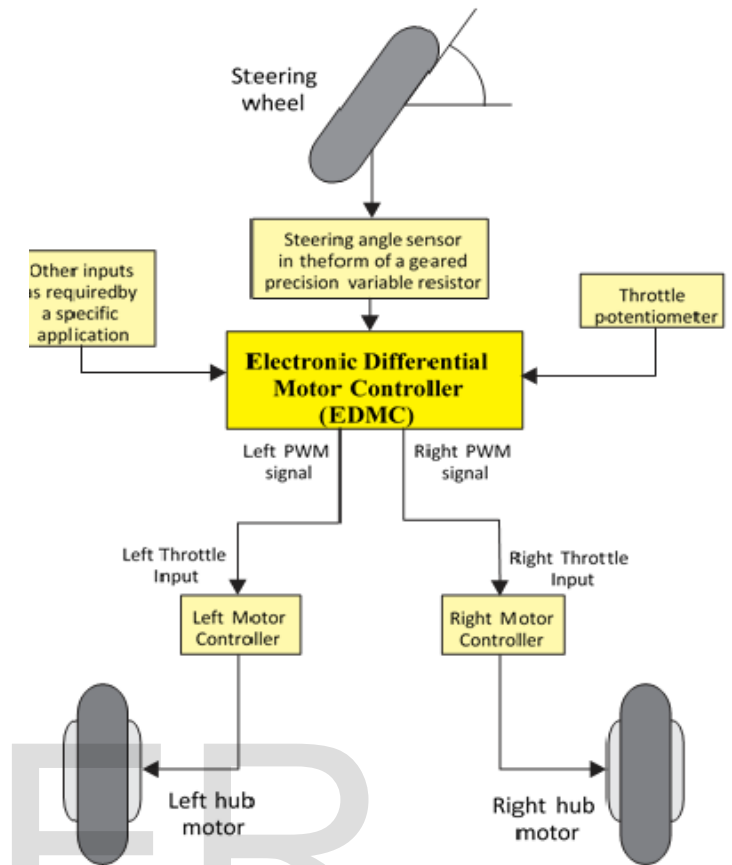 Steering
wheel
Steering angle sensor
in theform of a geared
precision variable resistor
Other inputs
as requiredby
a specific
application
Throttle
potentiometer
Electronic Differential
Motor Controller
(EDMC)
Left PWM
signal
Right PWM
signal
Left Throttle
Input
Right Throttle
Input
Left Motor
Controller
Right Motor
Controller
Left hub
motor
Right hub
motor
ER